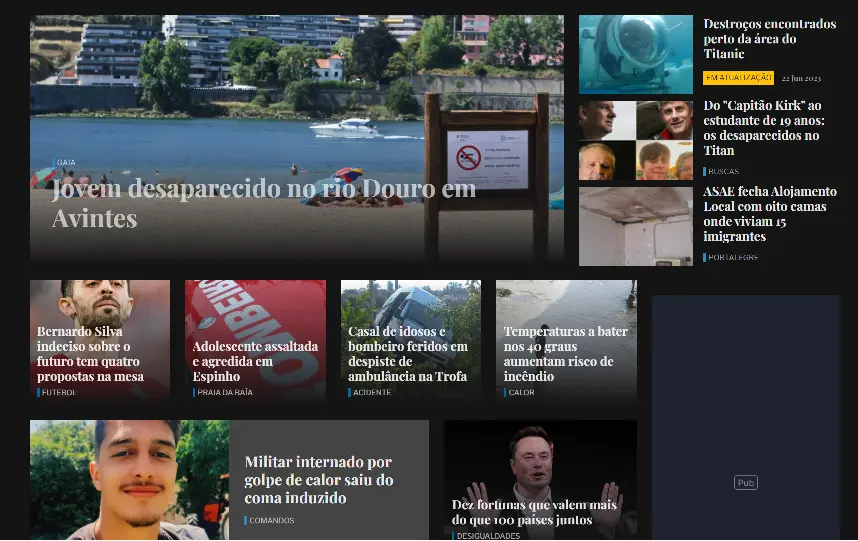 GAIA
Jovem desaparecido no rio Douro em
Avintes
Destroços encontrados
perto da área do
Titanic
EM ATUALIZAÇÃO 22 Jun 2023
Do "Capitão Kirk" ao
estudante de 19 anos:
os desaparecidos no
Titan
BUSCAS
ASAE fecha Alojamento
Local com oito camas
onde viviam 15
imigrantes
PORTALEGRE
Bernardo Silva
indeciso sobre o
futuro tem quatro
propostas na mesa
FUTEBOL
Adolescente assaltada
e agredida em
Espinho
PRAIA DA BAÍA
Casal de idosos e
bombeiro feridos em
despiste de
ambulância na Trofa
ACIDENTE
Temperaturas a bater
nos 40 graus
aumentam risco de
incêndio
CALOR
Militar internado por
golpe de calor saiu do
coma induzido
COMANDOS
Dez fortunas que valem mais
do que 100 países juntos
DESIGUALDADES
Pub